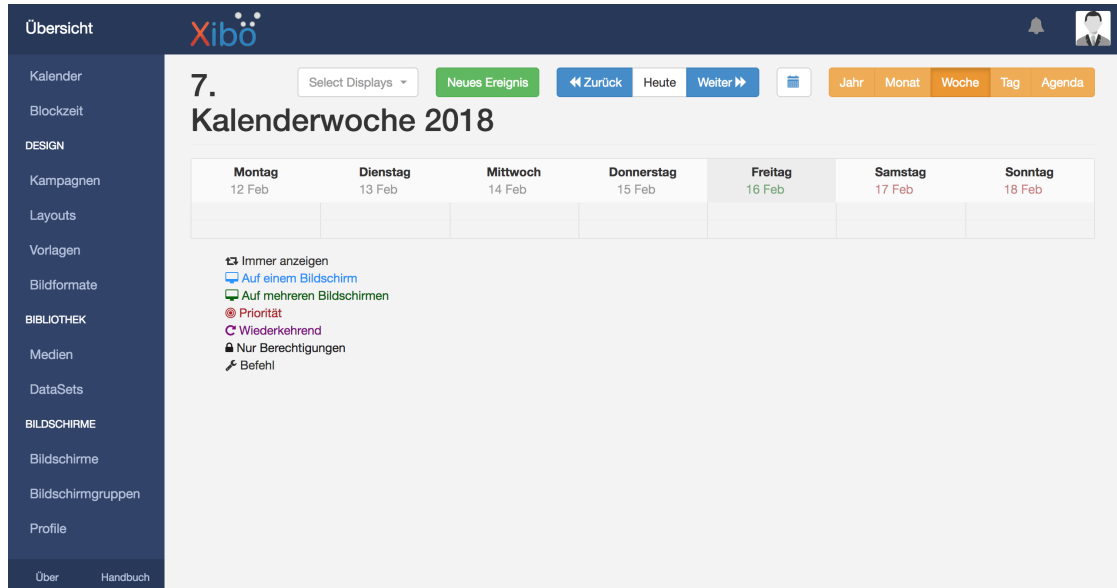 Übersicht
Xibo
Kalender
Blockzeit
DESIGN
Kampagnen
Layouts
Vorlagen
Bildformate
BIBLIOTHEK
Medien
DataSets
BILDSCHIRME
Bildschirme
Bildschirmgruppen
Profile
Über Handbuch
7.
Kalenderwoche 2018
Select Displays Neues Ereignis Zurück Heute Weiter Jahr Monat Woche Tag Agenda
Montag Dienstag Mittwoch Donnerstag Freitag Samstag Sonntag
12 Feb 13 Feb 14 Feb 15 Feb 16 Feb 17 Feb 18 Feb
Immer anzeigen
Auf einem Bildschirm
Auf mehreren Bildschirmen
Priorität
Wiederkehrend
Nur Berechtigungen
Befehl